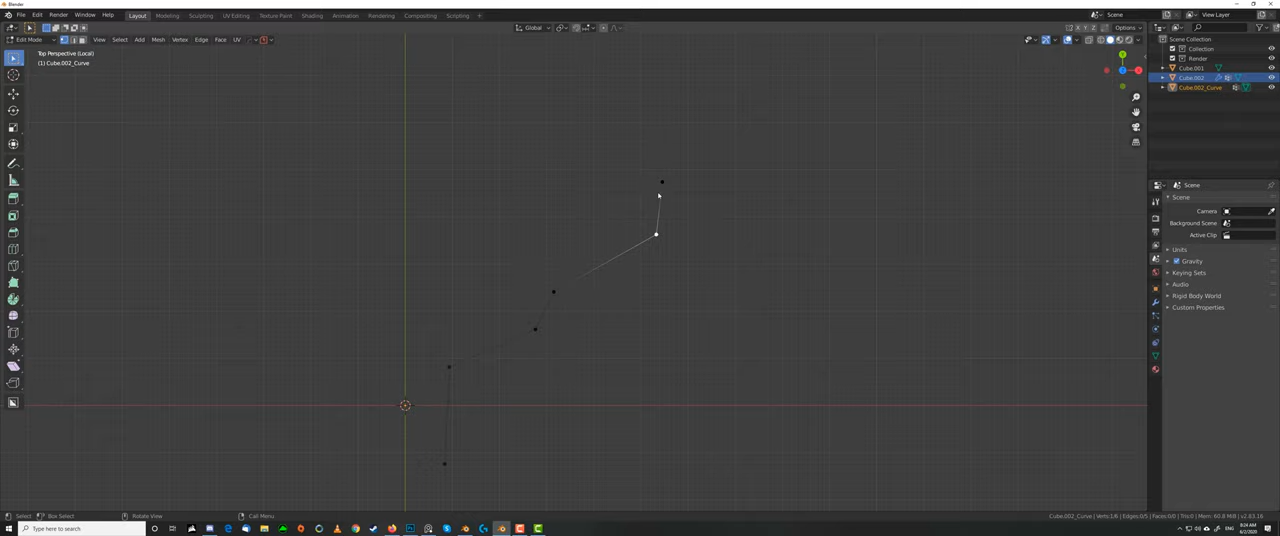 Blender
File Edit Render Window Help Layout Modeling Sculpting UV Editing Texture Paint Shading Animation Rendering Compositing Scripting Scene View Layer
Global Options
Edit Mode View Select Add Mesh Vertex Edge Face UV X Y Z
Top Perspective (Local)
(1) Cube.002_Curve
Scene Collection
Collection
Render
Cube.001
Cube.002
Cube.002_Curve
Y
X
Z
Scene
Scene
Camera
Background Scene
Active Clip
Units
Gravity
Keying Sets
Audio
Rigid Body World
Custom Properties
Select Box Select Rotate View Call Menu
Cube.002_Curve | Verts:1/6 | Edges:0/5 | Faces:0/0 | Tris:0 | Mem: 60.8 MiB | v2.83.16
Type here to search
ENG
8:24 AM
6/2/2020